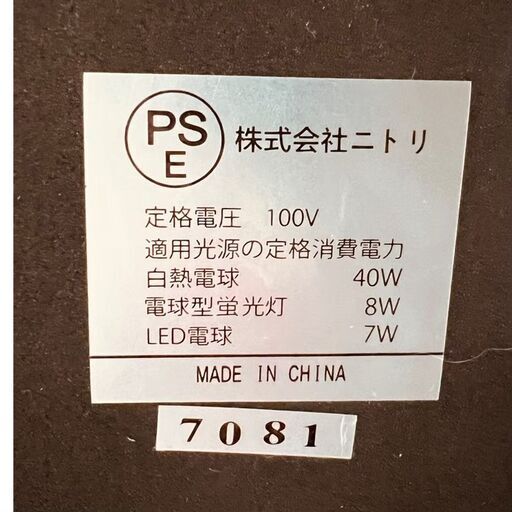 PS
E
株式会社ニトリ
定格電圧 100V
適用光源の定格消費電力
白熱電球 40W
電球型蛍光灯 8W
LED電球 7W
MADE IN CHINA
7081